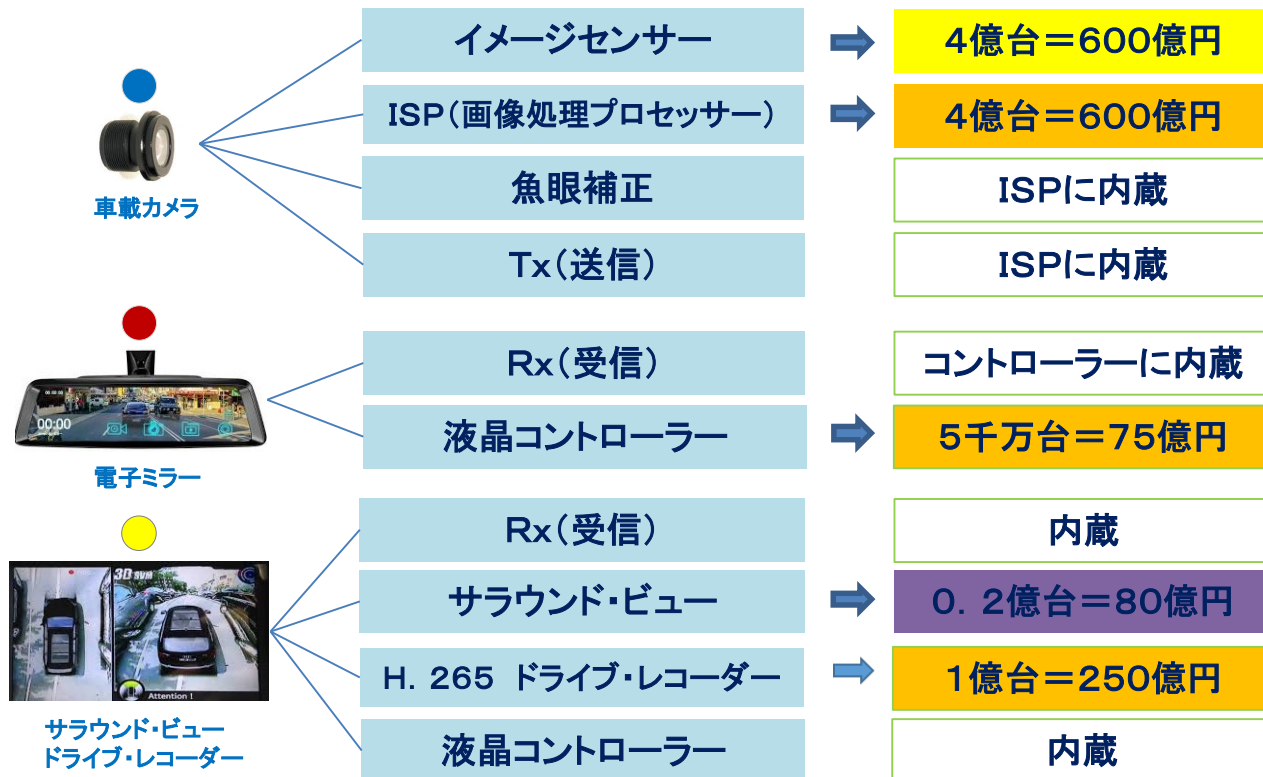 イメージセンサー
4億台＝600億円
ISP（画像処理プロセッサー）
4億台＝600億円
車載カメラ
魚眼補正
ISPに内蔵
Tx（送信）
ISPに内蔵
Rx（受信）
コントローラーに内蔵
00:00
液晶コントローラー
5千万台＝75億円
電子ミラー
Rx（受信）
内蔵
3D SVM
Attention !
サラウンド・ビュー
0．2億台＝80億円
H．265　ドライブ・レコーダー
1億台＝250億円
サラウンド・ビュー
ドライブ・レコーダー
液晶コントローラー
内蔵